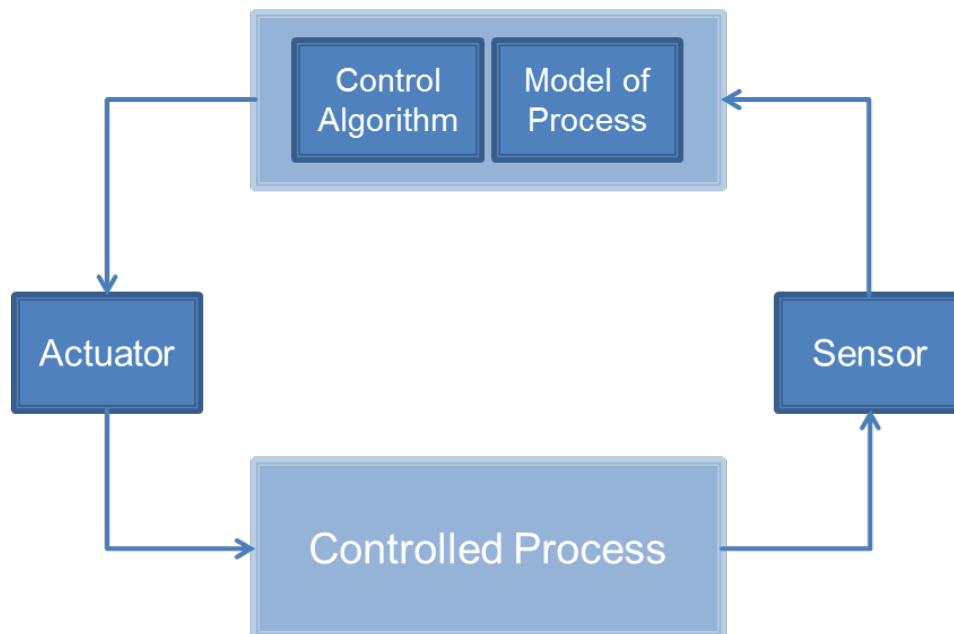 Control
Algorithm
Model of
Process
Actuator
Sensor
Controlled Process